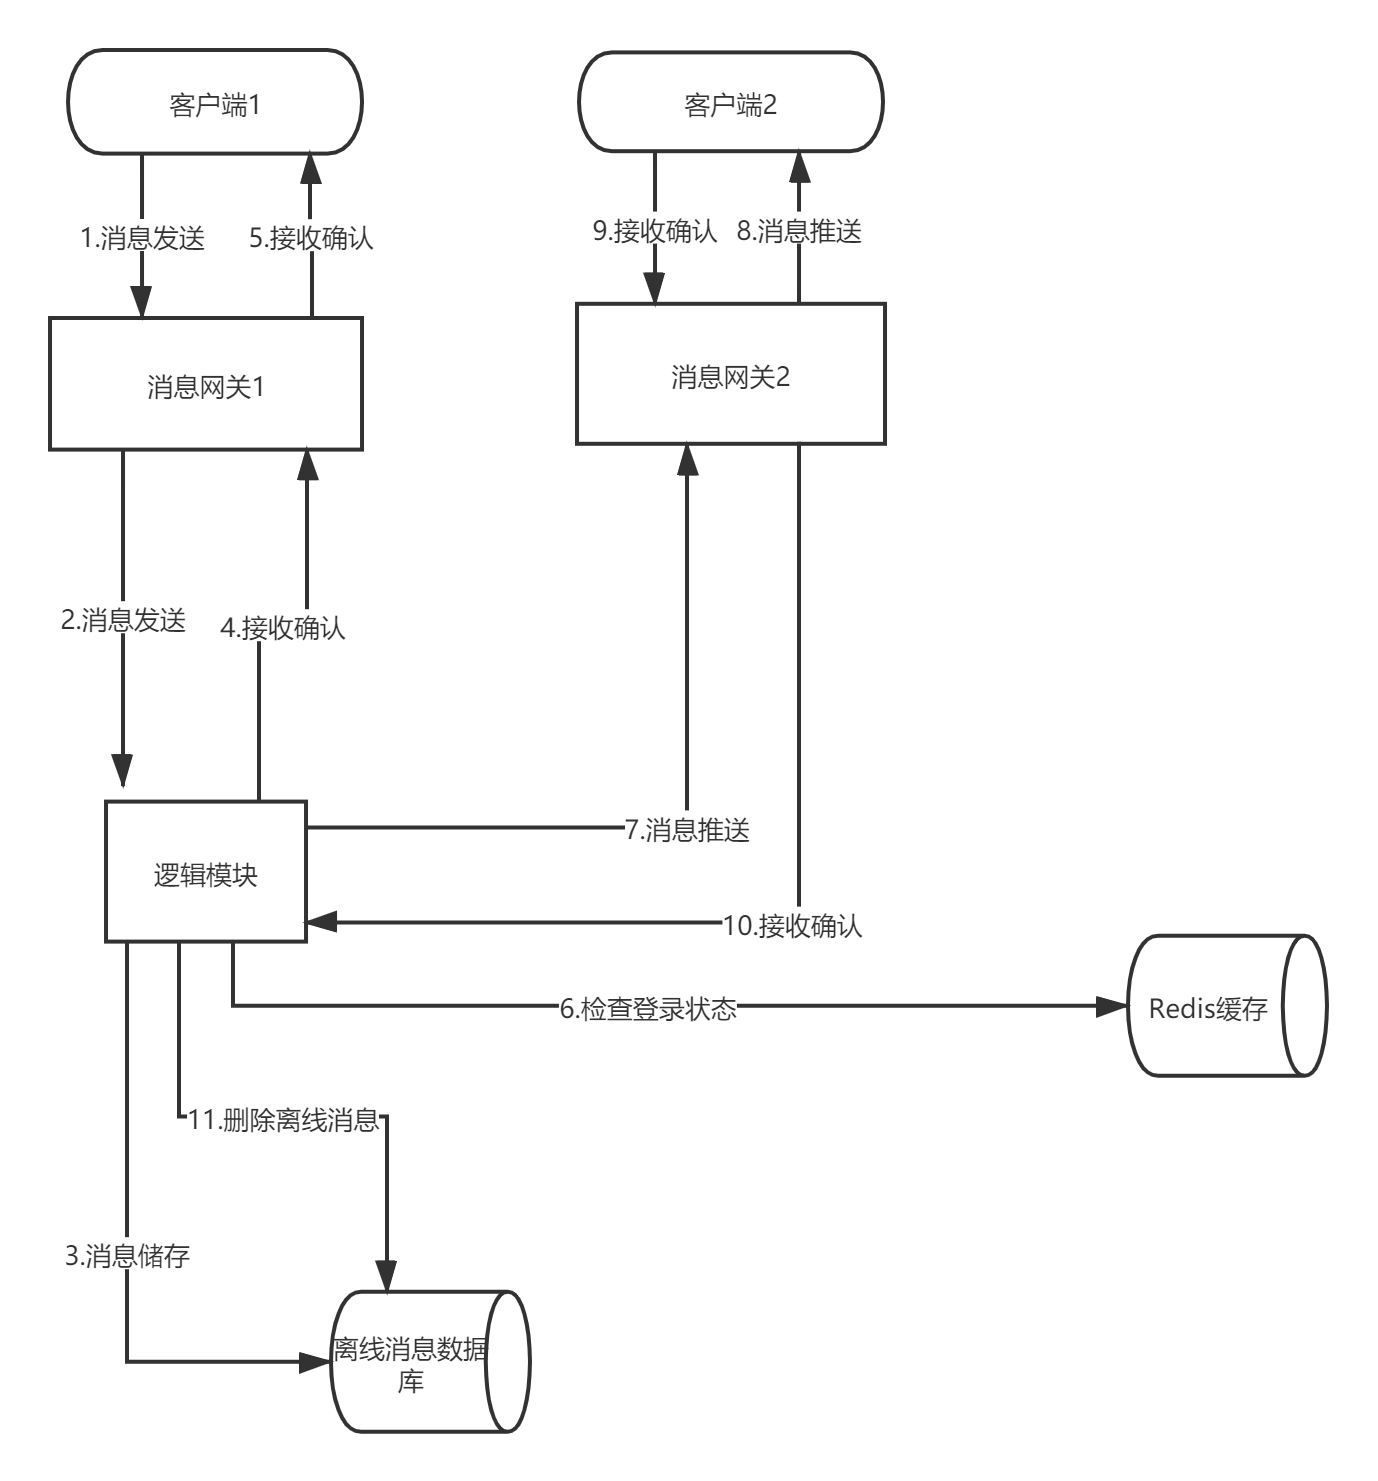 客户端1
客户端2
1.消息发送
5.接收确认
9.接收确认
8.消息推送
消息网关1
消息网关2
2.消息发送
4.接收确认
7.消息推送
逻辑模块
10.接收确认
6.检查登录状态
Redis缓存
11.删除离线消息
3.消息储存
离线消息数据
库